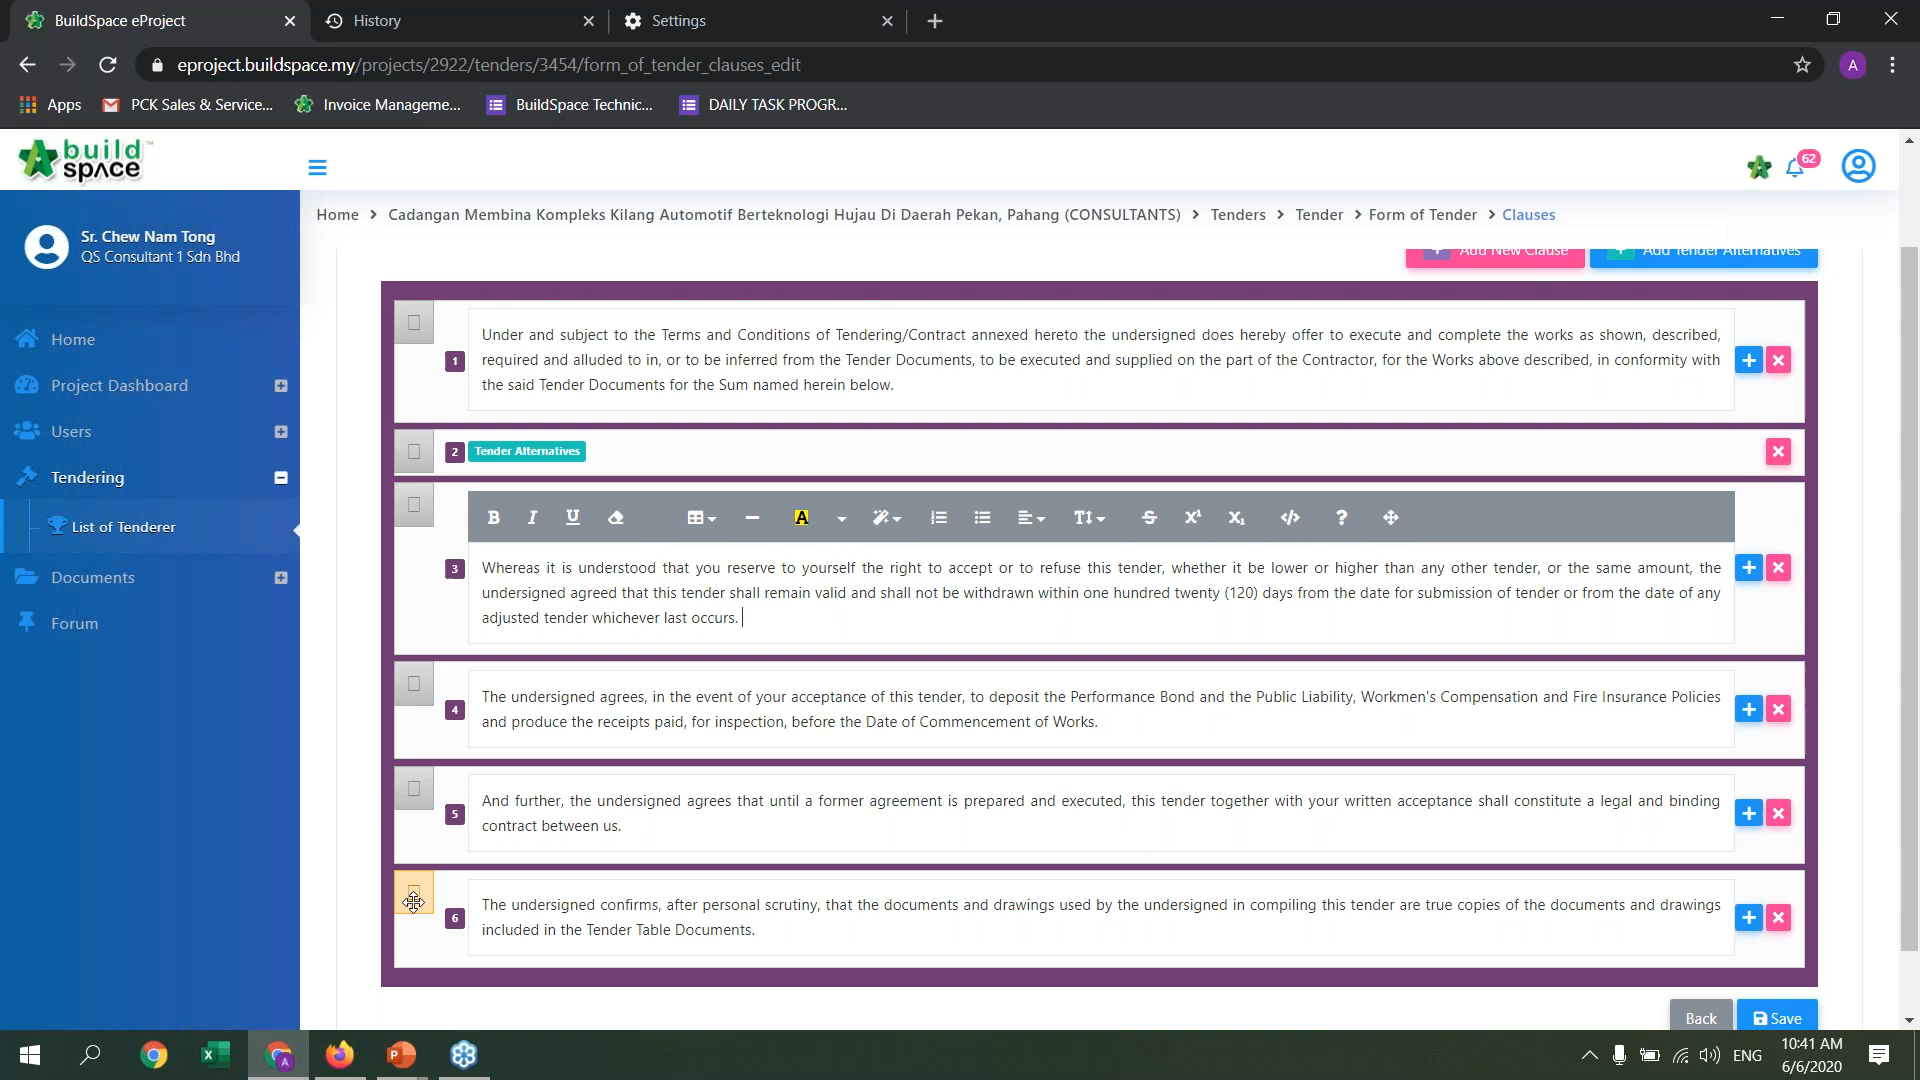 BuildSpace eProject
History
Settings
eproject.buildspace.my/projects/2922/tenders/3454/form_of_tender_clauses_edit
A
Apps
PCK Sales & Service...
Invoice Manageme...
BuildSpace Technic...
DAILY TASK PROGR...
build
space
TM
62
Sr. Chew Nam Tong
QS Consultant 1 Sdn Bhd
Home
Project Dashboard
Users
Tendering
List of Tenderer
Documents
Forum
Home > Cadangan Membina Kompleks Kilang Automotif Berteknologi Hujau Di Daerah Pekan, Pahang (CONSULTANTS) > Tenders > Tender > Form of Tender > Clauses
Add New Clause
Add Tender Alternatives
1
Under and subject to the Terms and Conditions of Tendering/Contract annexed hereto the undersigned does hereby offer to execute and complete the works as shown, described,
required and alluded to in, or to be inferred from the Tender Documents, to be executed and supplied on the part of the Contractor, for the Works above described, in conformity with
the said Tender Documents for the Sum named herein below.
2
Tender Alternatives
3
Whereas it is understood that you reserve to yourself the right to accept or to refuse this tender, whether it be lower or higher than any other tender, or the same amount, the
undersigned agreed that this tender shall remain valid and shall not be withdrawn within one hundred twenty (120) days from the date for submission of tender or from the date of any
adjusted tender whichever last occurs.
4
The undersigned agrees, in the event of your acceptance of this tender, to deposit the Performance Bond and the Public Liability, Workmen's Compensation and Fire Insurance Policies
and produce the receipts paid, for inspection, before the Date of Commencement of Works.
5
And further, the undersigned agrees that until a former agreement is prepared and executed, this tender together with your written acceptance shall constitute a legal and binding
contract between us.
6
The undersigned confirms, after personal scrutiny, that the documents and drawings used by the undersigned in compiling this tender are true copies of the documents and drawings
included in the Tender Table Documents.
Back
Save
ENG
10:41 AM
6/6/2020